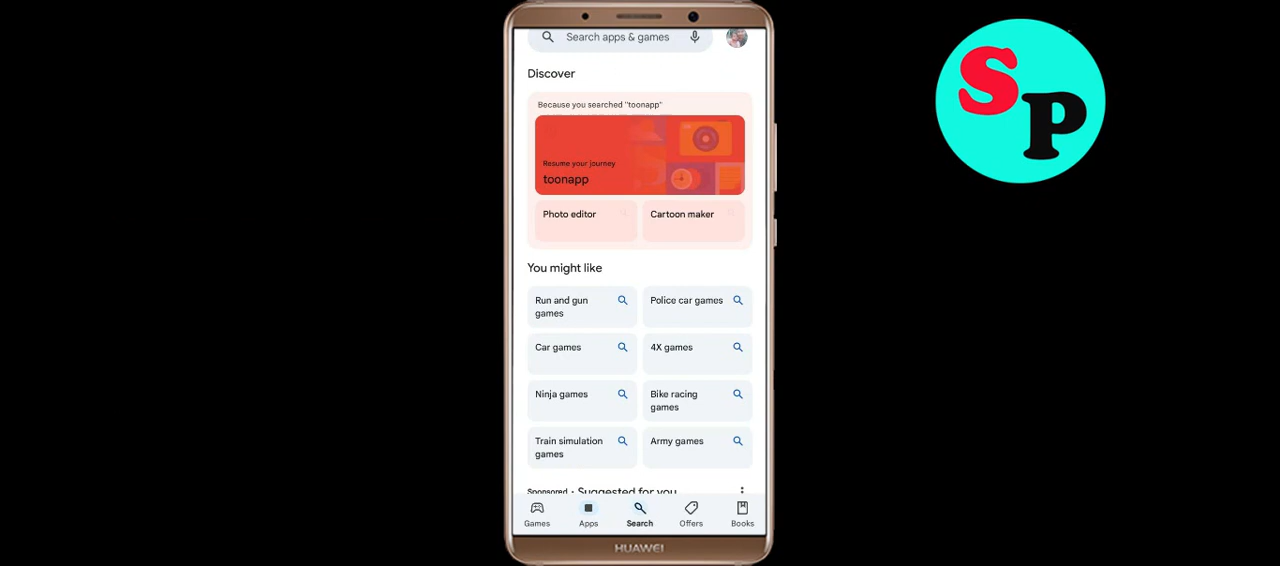 SP
Search apps & games
Discover
Because you searched "toonapp"
Resume your journey
toonapp
Photo editor
Cartoon maker
You might like
Run and gun
games
Police car games
Car games
4X games
Ninja games
Bike racing
games
Train simulation
games
Army games
Sponsored · Suggested for you
Games
Apps
Search
Offers
Books
HUAWEI